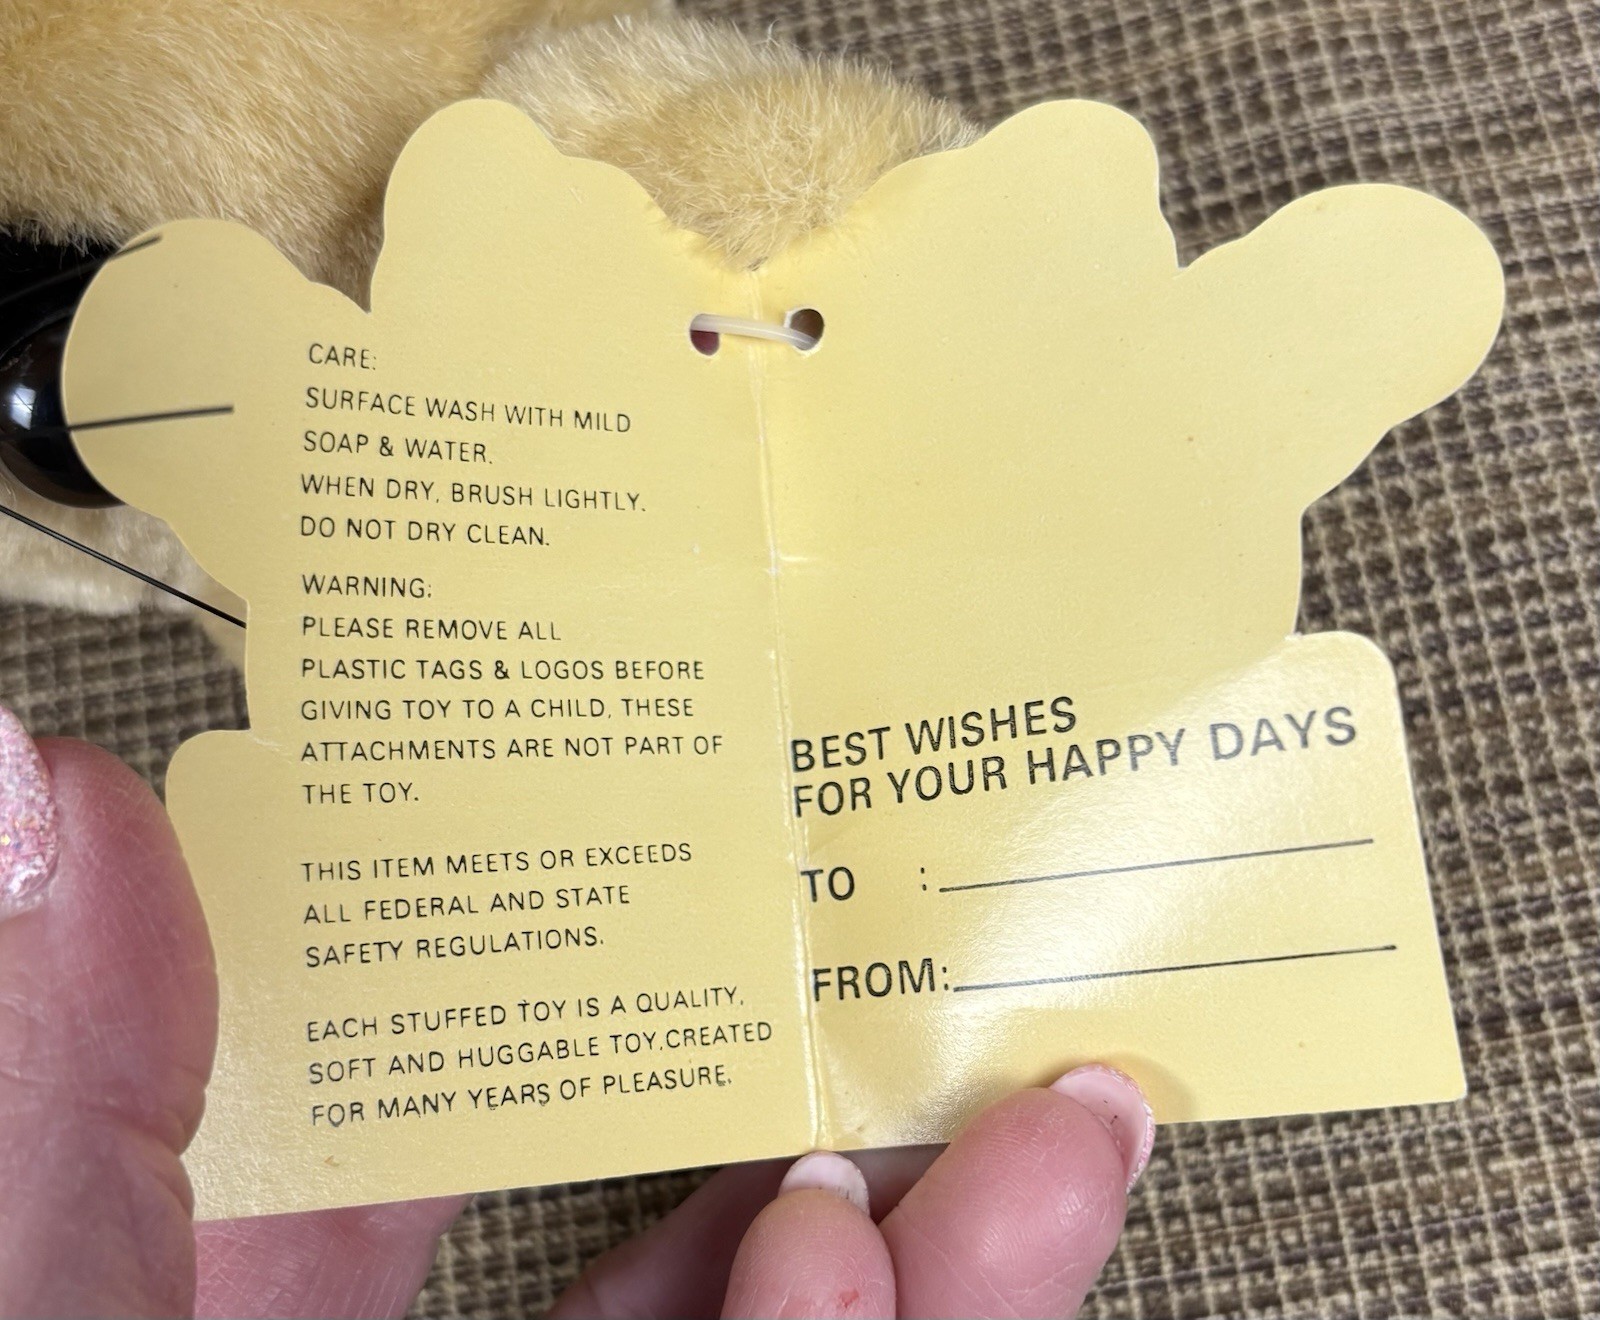 CARE:
SURFACE WASH WITH MILD
SOAP & WATER.
WHEN DRY, BRUSH LIGHTLY.
DO NOT DRY CLEAN.
WARNING:
PLEASE REMOVE ALL
PLASTIC TAGS & LOGOS BEFORE
GIVING TOY TO A CHILD, THESE
ATTACHMENTS ARE NOT PART OF
THE TOY.
THIS ITEM MEETS OR EXCEEDS
ALL FEDERAL AND STATE
SAFETY REGULATIONS.
EACH STUFFED TOY IS A QUALITY,
SOFT AND HUGGABLE TOY,CREATED
FOR MANY YEARS OF PLEASURE.
BEST WISHES
FOR YOUR HAPPY DAYS
TO :
FROM: